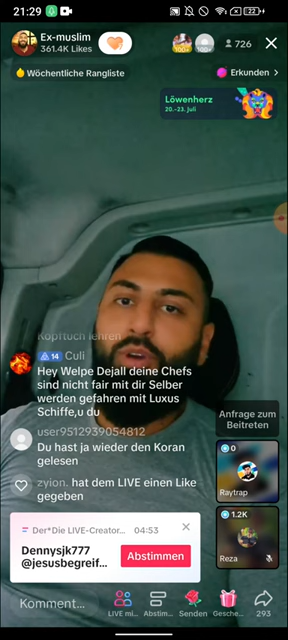 21:29
22
Ex-muslim
361.4K Likes
100+
100+
726
Wöchentliche Rangliste
Erkunden >
Löwenherz
20.-23. Juli
Kopftuch lehren
14 Culi
Hey Welpe Dejall deine Chefs
sind nicht fair mit dir Selber
werden gefahren mit Luxus
Schiffe,u du
user9512939054812
Du hast ja wieder den Koran
gelesen
zyion. hat dem LIVE einen Like
gegeben
Anfrage zum
Beitreten
0
Raytrap
1.2K
Reza
Der*Die LIVE-Creator... 04:53
Dennysjk777
@jesusbegreif...
Abstimmen
Komment...
LIVE mi...
Abstim...
Senden
Gesche...
293